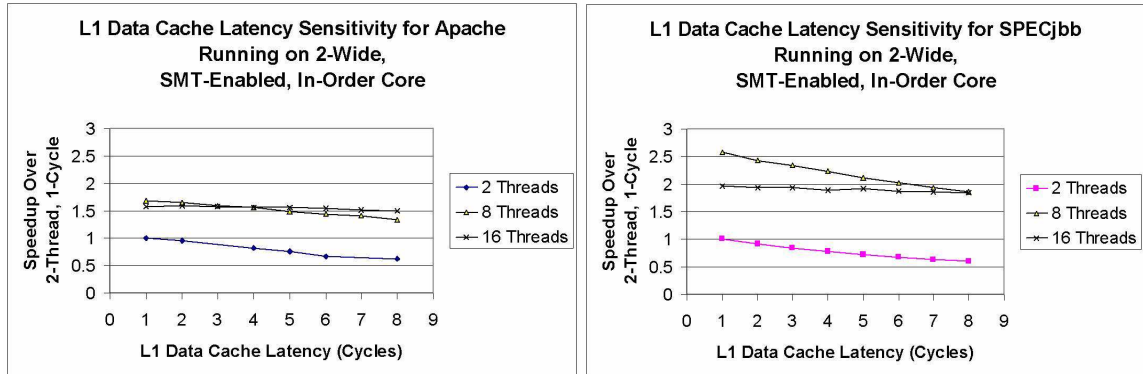 L1 Data Cache Latency Sensitivity for Apache
Running on 2-Wide,
SMT-Enabled, In-Order Core
Speedup Over
2-Thread, 1-Cycle
3
2.5
2
1.5
1
0.5
0
0 1 2 3 4 5 6 7 8 9
L1 Data Cache Latency (Cycles)
2 Threads
8 Threads
16 Threads
L1 Data Cache Latency Sensitivity for SPECjbb
Running on 2-Wide,
SMT-Enabled, In-Order Core
Speedup Over
2-Thread, 1-Cycle
3
2.5
2
1.5
1
0.5
0
0 1 2 3 4 5 6 7 8 9
L1 Data Cache Latency (Cycles)
2 Threads
8 Threads
16 Threads